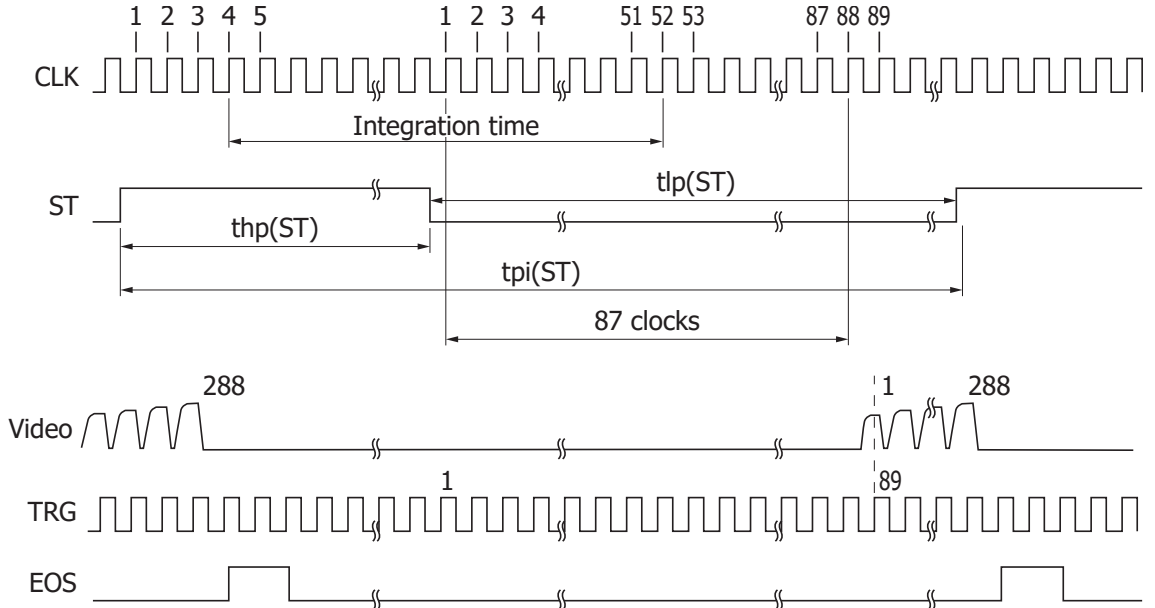 1 2 3 4 5 1 2 3 4 51 52 53 87 88 89
CLK
Integration time
tlp(ST)
ST
thp(ST)
tpi(ST)
87 clocks
288 1 288
Video
1 89
TRG
EOS